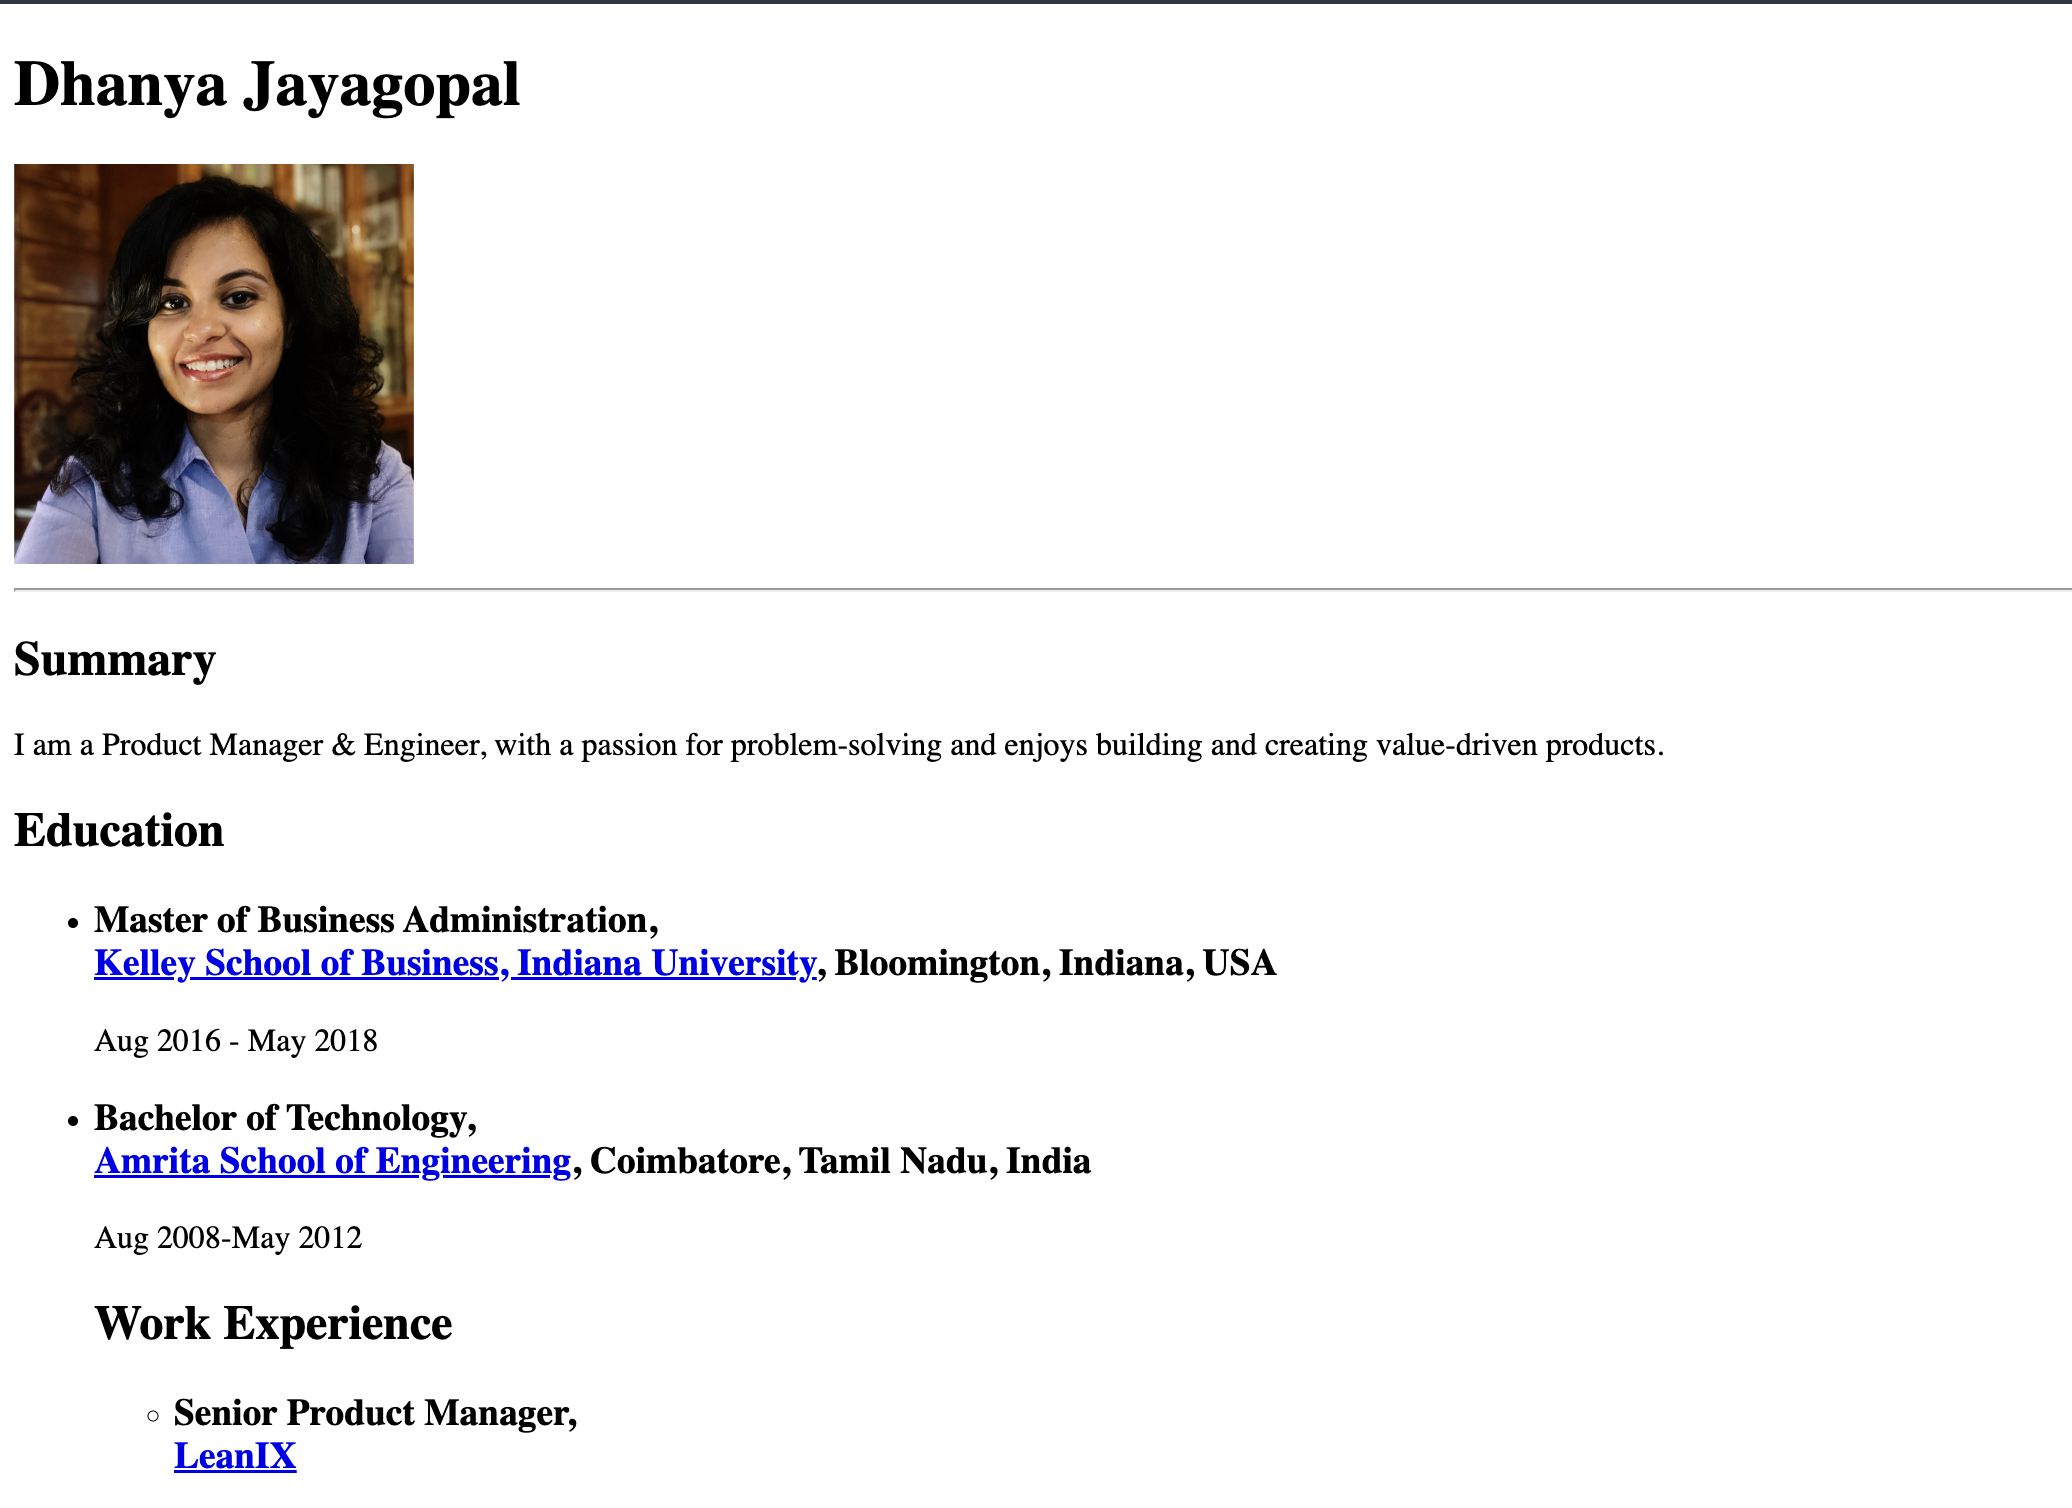 Dhanya Jayagopal
Summary
I am a Product Manager & Engineer, with a passion for problem-solving and enjoys building and creating value-driven products.
Education
Master of Business Administration,
Kelley School of Business, Indiana University, Bloomington, Indiana, USA
Aug 2016 - May 2018
Bachelor of Technology,
Amrita School of Engineering, Coimbatore, Tamil Nadu, India
Aug 2008-May 2012
Work Experience
Senior Product Manager,
LeanIX